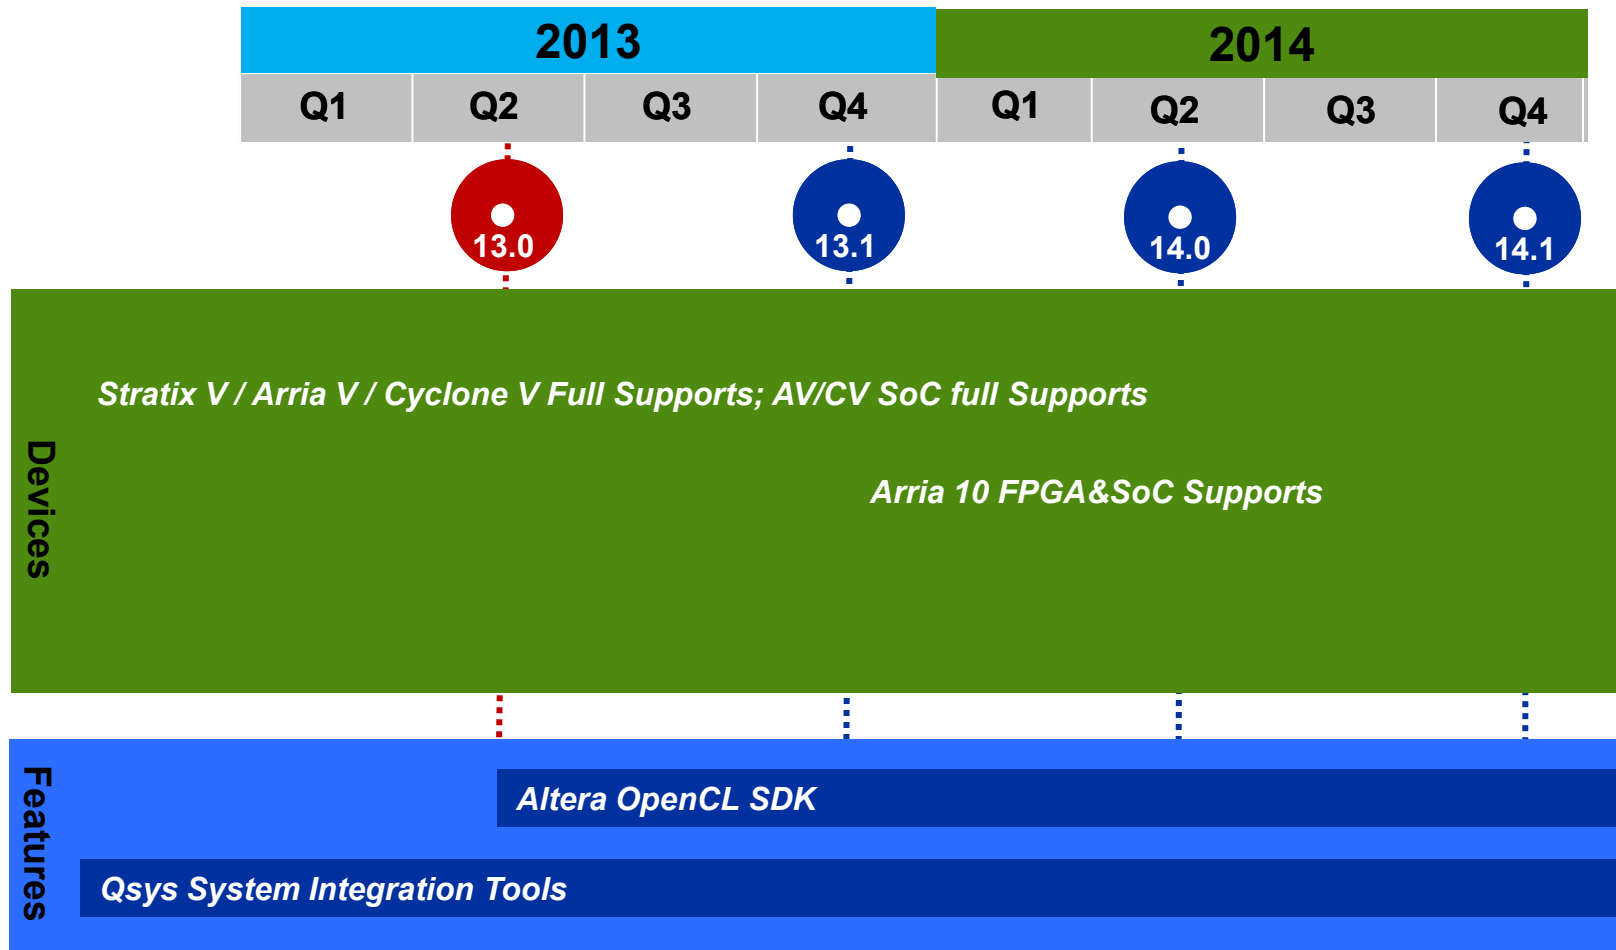 2013
2014
Q1 Q2 Q3 Q4 Q1 Q2 Q3 Q4
13.0 13.1 14.0 14.1
Devices
Stratix V / Arria V / Cyclone V Full Supports; AV/CV SoC full Supports
Arria 10 FPGA&SoC Supports
Features
Altera OpenCL SDK
Qsys System Integration Tools